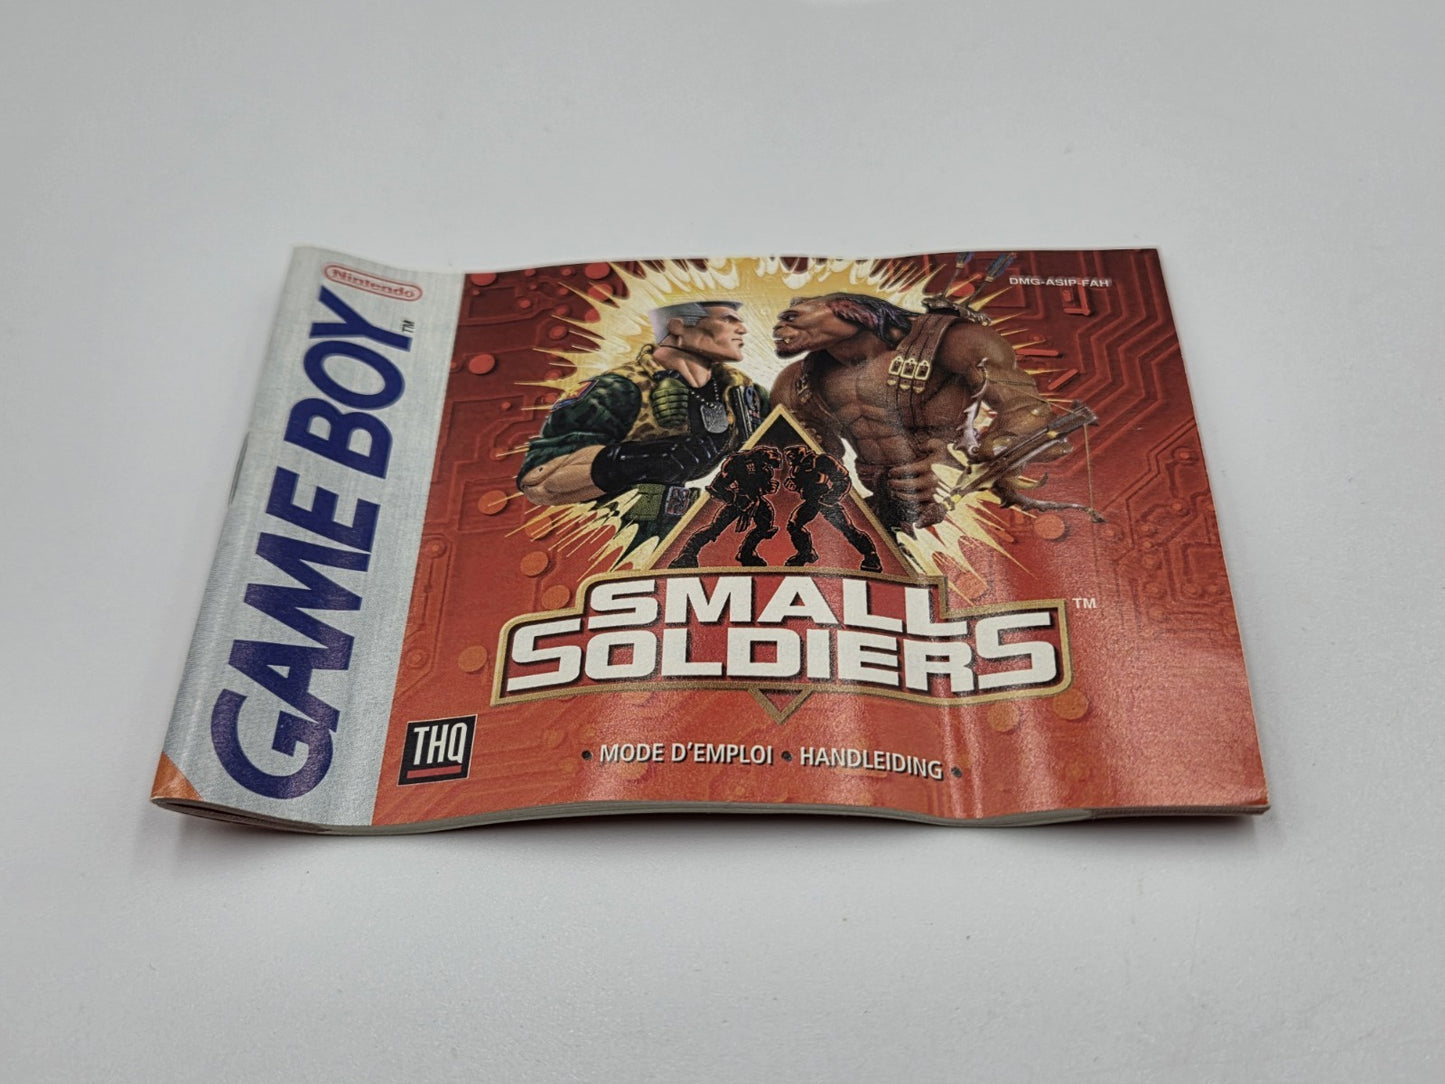 Nintendo
GAME BOY™
DMG-ASIP-FAH
SMALL
SOLDIERS™
THQ
• MODE D'EMPLOI • HANDLEIDING •